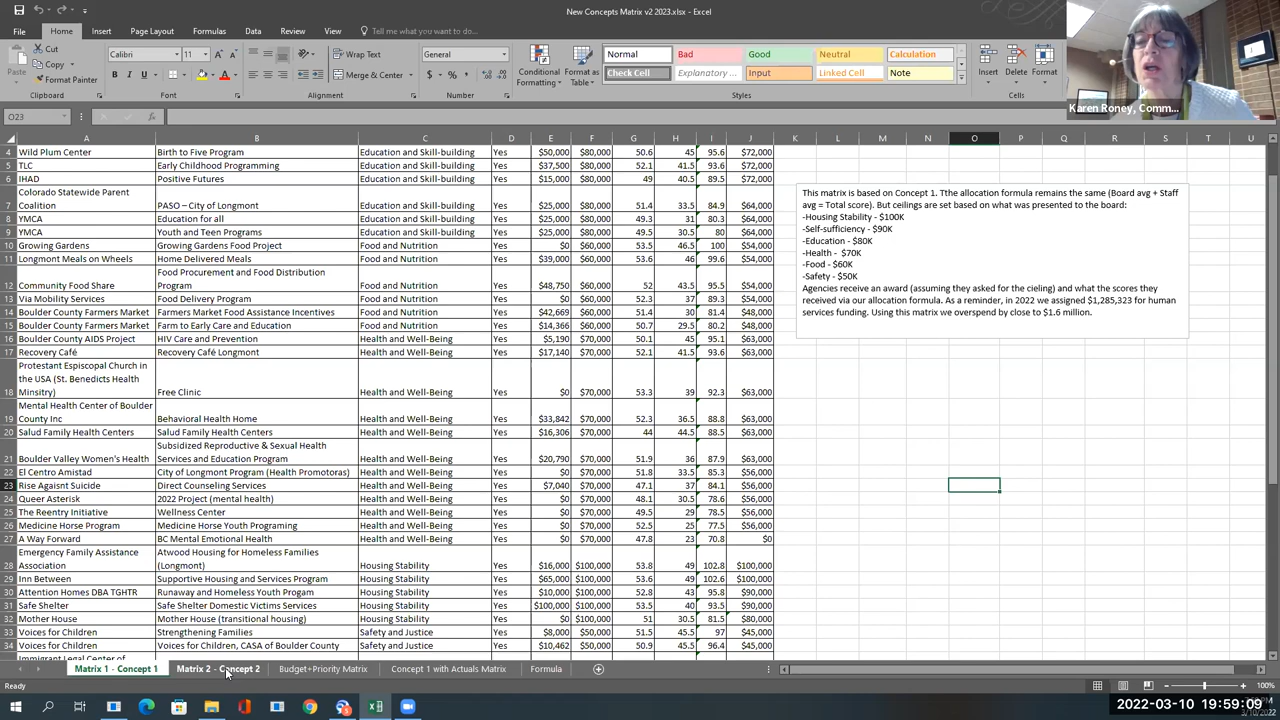 New Concepts Matrix v2 2023.xlsx - Excel
File Home Insert Page Layout Formulas Data Review View Tell me what you want to do
Cut
Copy
Format Painter
Paste
Calibri 11
Wrap Text
Merge & Center
General
Conditional Formatting
Format as Table
Normal Bad Good Neutral Calculation
Check Cell Explanatory ... Input Linked Cell Note
Insert Delete Format
Clipboard Font Alignment Number Styles Cells
Karen Roney, Comm...
O23
A B C D E F G H I J K L M N O P Q R S T U
4 Wild Plum Center Birth to Five Program Education and Skill-building Yes $50,000 $80,000 50.6 45 95.6 $72,000
5 TLC Early Childhood Programming Education and Skill-building Yes $37,500 $80,000 52.1 41.5 93.6 $72,000
6 IHAD Positive Futures Education and Skill-building Yes $15,000 $80,000 49 40.5 89.5 $72,000
Colorado Statewide Parent
7 Coalition PASO – City of Longmont Education and Skill-building Yes $25,000 $80,000 51.4 33.5 84.9 $64,000
8 YMCA Education for all Education and Skill-building Yes $25,000 $80,000 49.3 31 80.3 $64,000
9 YMCA Youth and Teen Programs Education and Skill-building Yes $25,000 $80,000 49.5 30.5 80 $64,000
10 Growing Gardens Growing Gardens Food Project Food and Nutrition Yes $0 $60,000 53.5 46.5 100 $54,000
11 Longmont Meals on Wheels Home Delivered Meals Food and Nutrition Yes $39,000 $60,000 53.6 46 99.6 $54,000
Food Procurement and Food Distribution
12 Community Food Share Program Food and Nutrition Yes $48,750 $60,000 52 43.5 95.5 $54,000
13 Via Mobility Services Food Delivery Program Food and Nutrition Yes $0 $60,000 52.3 37 89.3 $54,000
14 Boulder County Farmers Market Farmers Market Food Assistance Incentives Food and Nutrition Yes $42,669 $60,000 51.4 30 81.4 $48,000
15 Boulder County Farmers Market Farm to Early Care and Education Food and Nutrition Yes $14,366 $60,000 50.7 29.5 80.2 $48,000
16 Boulder County AIDS Project HIV Care and Prevention Health and Well-Being Yes $5,190 $70,000 50.1 45 95.1 $63,000
17 Recovery Café Recovery Café Longmont Health and Well-Being Yes $17,140 $70,000 52.1 41.5 93.6 $63,000
Protestant Espiscopal Church in
the USA (St. Benedicts Health
18 Minsitry) Free Clinic Health and Well-Being Yes $0 $70,000 53.3 39 92.3 $63,000
Mental Health Center of Boulder
19 County Inc Behavioral Health Home Health and Well-Being Yes $33,842 $70,000 52.3 36.5 88.8 $63,000
20 Salud Family Health Centers Salud Family Health Centers Health and Well-Being Yes $16,306 $70,000 44 44.5 88.5 $63,000
Subsidized Reproductive & Sexual Health
21 Boulder Valley Women's Health Services and Education Program Health and Well-Being Yes $20,790 $70,000 51.9 36 87.9 $63,000
22 El Centro Amistad City of Longmont Program (Health Promotoras) Health and Well-Being Yes $0 $70,000 51.8 33.5 85.3 $56,000
23 Rise Agaisnt Suicide Direct Counseling Services Health and Well-Being Yes $7,040 $70,000 47.1 37 84.1 $56,000
24 Queer Asterisk 2022 Project (mental health) Health and Well-Being Yes $0 $70,000 48.1 30.5 78.6 $56,000
25 The Reentry Initiative Wellness Center Health and Well-Being Yes $0 $70,000 49.5 29 78.5 $56,000
26 Medicine Horse Program Medicine Horse Youth Programing Health and Well-Being Yes $0 $70,000 52.5 25 77.5 $56,000
27 A Way Forward BC Mental Emotional Health Health and Well-Being Yes $0 $70,000 47.8 23 70.8 $0
Emergency Family Assistance Atwood Housing for Homeless Families
28 Association (Longmont) Housing Stability Yes $16,000 $100,000 53.8 49 102.8 $100,000
29 Inn Between Supportive Housing and Services Program Housing Stability Yes $65,000 $100,000 53.6 49 102.6 $100,000
30 Attention Homes DBA TGHTR Runaway and Homeless Youth Progam Housing Stability Yes $10,000 $100,000 52.8 43 95.8 $90,000
31 Safe Shelter Safe Shelter Domestic Victims Services Housing Stability Yes $100,000 $100,000 53.5 40 93.5 $90,000
32 Mother House Mother House (transitional housing) Housing Stability Yes $0 $100,000 51 30.5 81.5 $80,000
33 Voices for Children Strengthening Families Safety and Justice Yes $8,000 $50,000 51.5 45.5 97 $45,000
34 Voices for Children Voices for Children, CASA of Boulder County Safety and Justice Yes $10,462 $50,000 50.9 45.5 96.4 $45,000
Immigrant Legal Center of
This matrix is based on Concept 1. Tthe allocation formula remains the same (Board avg + Staff
avg = Total score). But ceilings are set based on what was presented to the board:
-Housing Stability - $100K
-Self-sufficiency - $90K
-Education - $80K
-Health - $70K
-Food - $60K
-Safety - $50K
Agencies receive an award (assuming they asked for the cieling) and what the scores they
received via our allocation formula. As a reminder, in 2022 we assigned $1,285,323 for human
services funding. Using this matrix we overspend by close to $1.6 million.
Matrix 1 - Concept 1 Matrix 2 - Concept 2 Budget+Priority Matrix Concept 1 with Actuals Matrix Formula
Ready 100%
2022-03-10 19:59:09